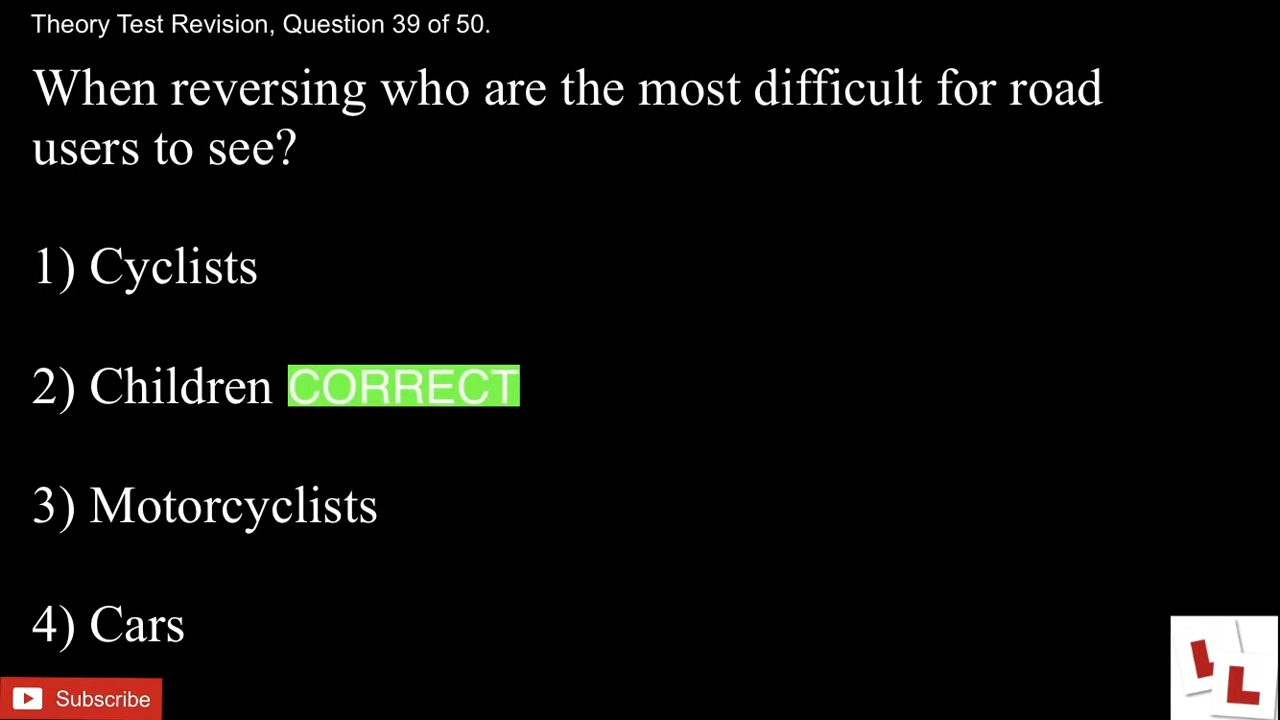 Theory Test Revision, Question 39 of 50.
When reversing who are the most difficult for road
users to see?
1) Cyclists
2) Children CORRECT
3) Motorcyclists
4) Cars
Subscribe
L L